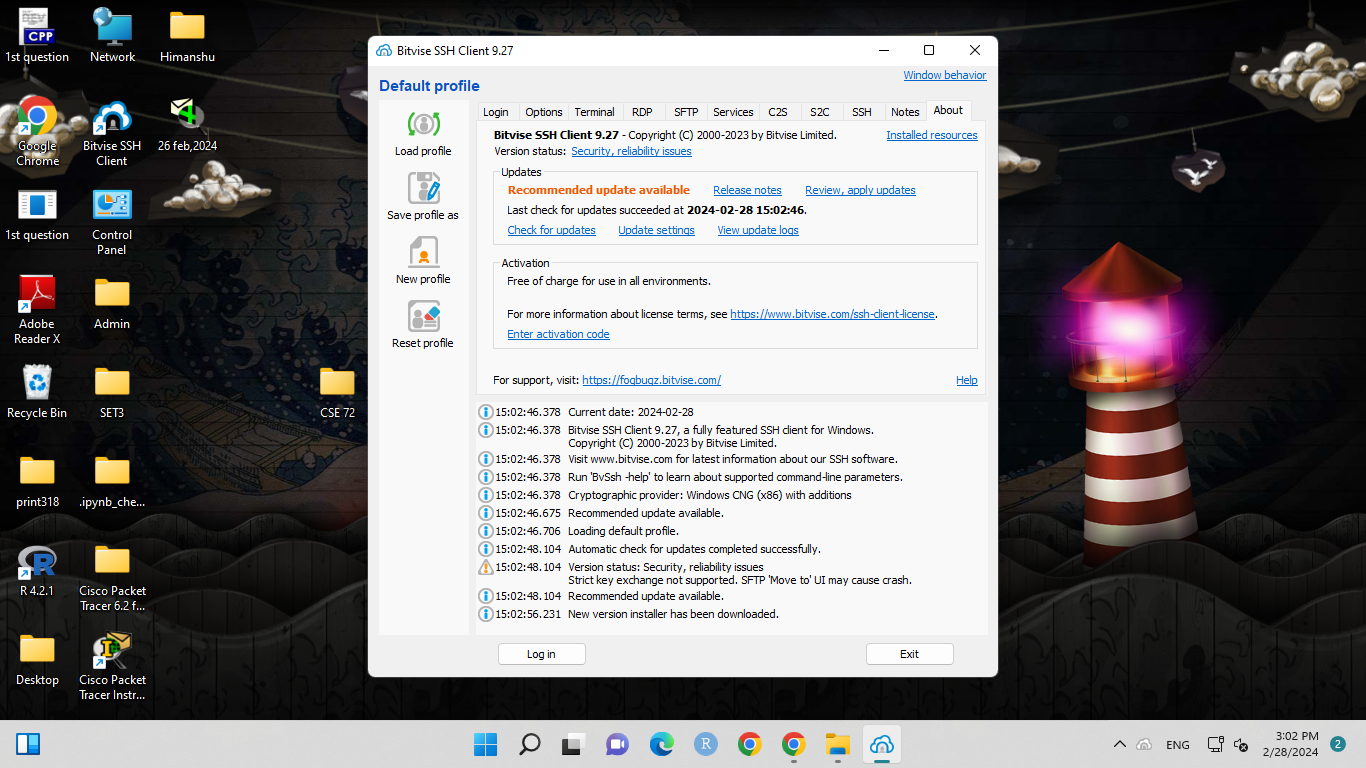 1st question
Network
Himanshu
Google
Chrome
Bitvise SSH
Client
26 feb,2024
1st question
Control
Panel
Adobe
Reader X
Admin
Recycle Bin
SET3
CSE 72
print318
.ipynb_che...
R 4.2.1
Cisco Packet
Tracer 6.2 f...
Desktop
Cisco Packet
Tracer Instr...
Bitvise SSH Client 9.27
Window behavior
Default profile
Load profile
Save profile as
New profile
Reset profile
Login Options Terminal RDP SFTP Services C2S S2C SSH Notes About
Bitvise SSH Client 9.27 - Copyright (C) 2000-2023 by Bitvise Limited. Installed resources
Version status: Security, reliability issues
Updates
Recommended update available Release notes Review, apply updates
Last check for updates succeeded at 2024-02-28 15:02:46.
Check for updates Update settings View update logs
Activation
Free of charge for use in all environments.
For more information about license terms, see https://www.bitvise.com/ssh-client-license.
Enter activation code
For support, visit: https://fogbugz.bitvise.com/ Help
15:02:46.378 Current date: 2024-02-28
15:02:46.378 Bitvise SSH Client 9.27, a fully featured SSH client for Windows.
Copyright (C) 2000-2023 by Bitvise Limited.
15:02:46.378 Visit www.bitvise.com for latest information about our SSH software.
15:02:46.378 Run 'BvSsh -help' to learn about supported command-line parameters.
15:02:46.378 Cryptographic provider: Windows CNG (x86) with additions
15:02:46.675 Recommended update available.
15:02:46.706 Loading default profile.
15:02:48.104 Automatic check for updates completed successfully.
15:02:48.104 Version status: Security, reliability issues
Strict key exchange not supported. SFTP 'Move to' UI may cause crash.
15:02:48.104 Recommended update available.
15:02:56.231 New version installer has been downloaded.
Log in Exit
ENG
3:02 PM
2/28/2024
2